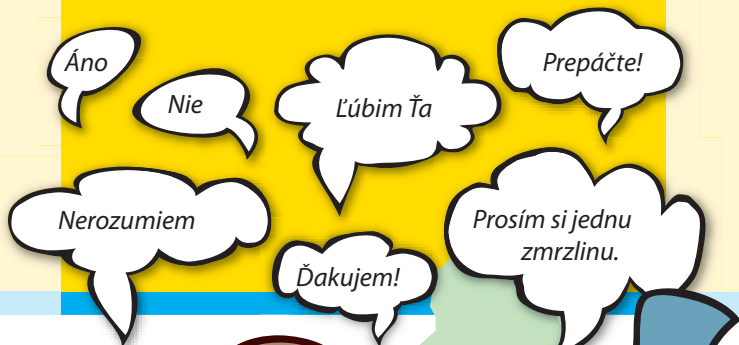 Áno
Nie
Ľúbim Ťa
Prepáčte!
Nerozumiem
Ďakujem!
Prosím si jednu
zmrzlinu.